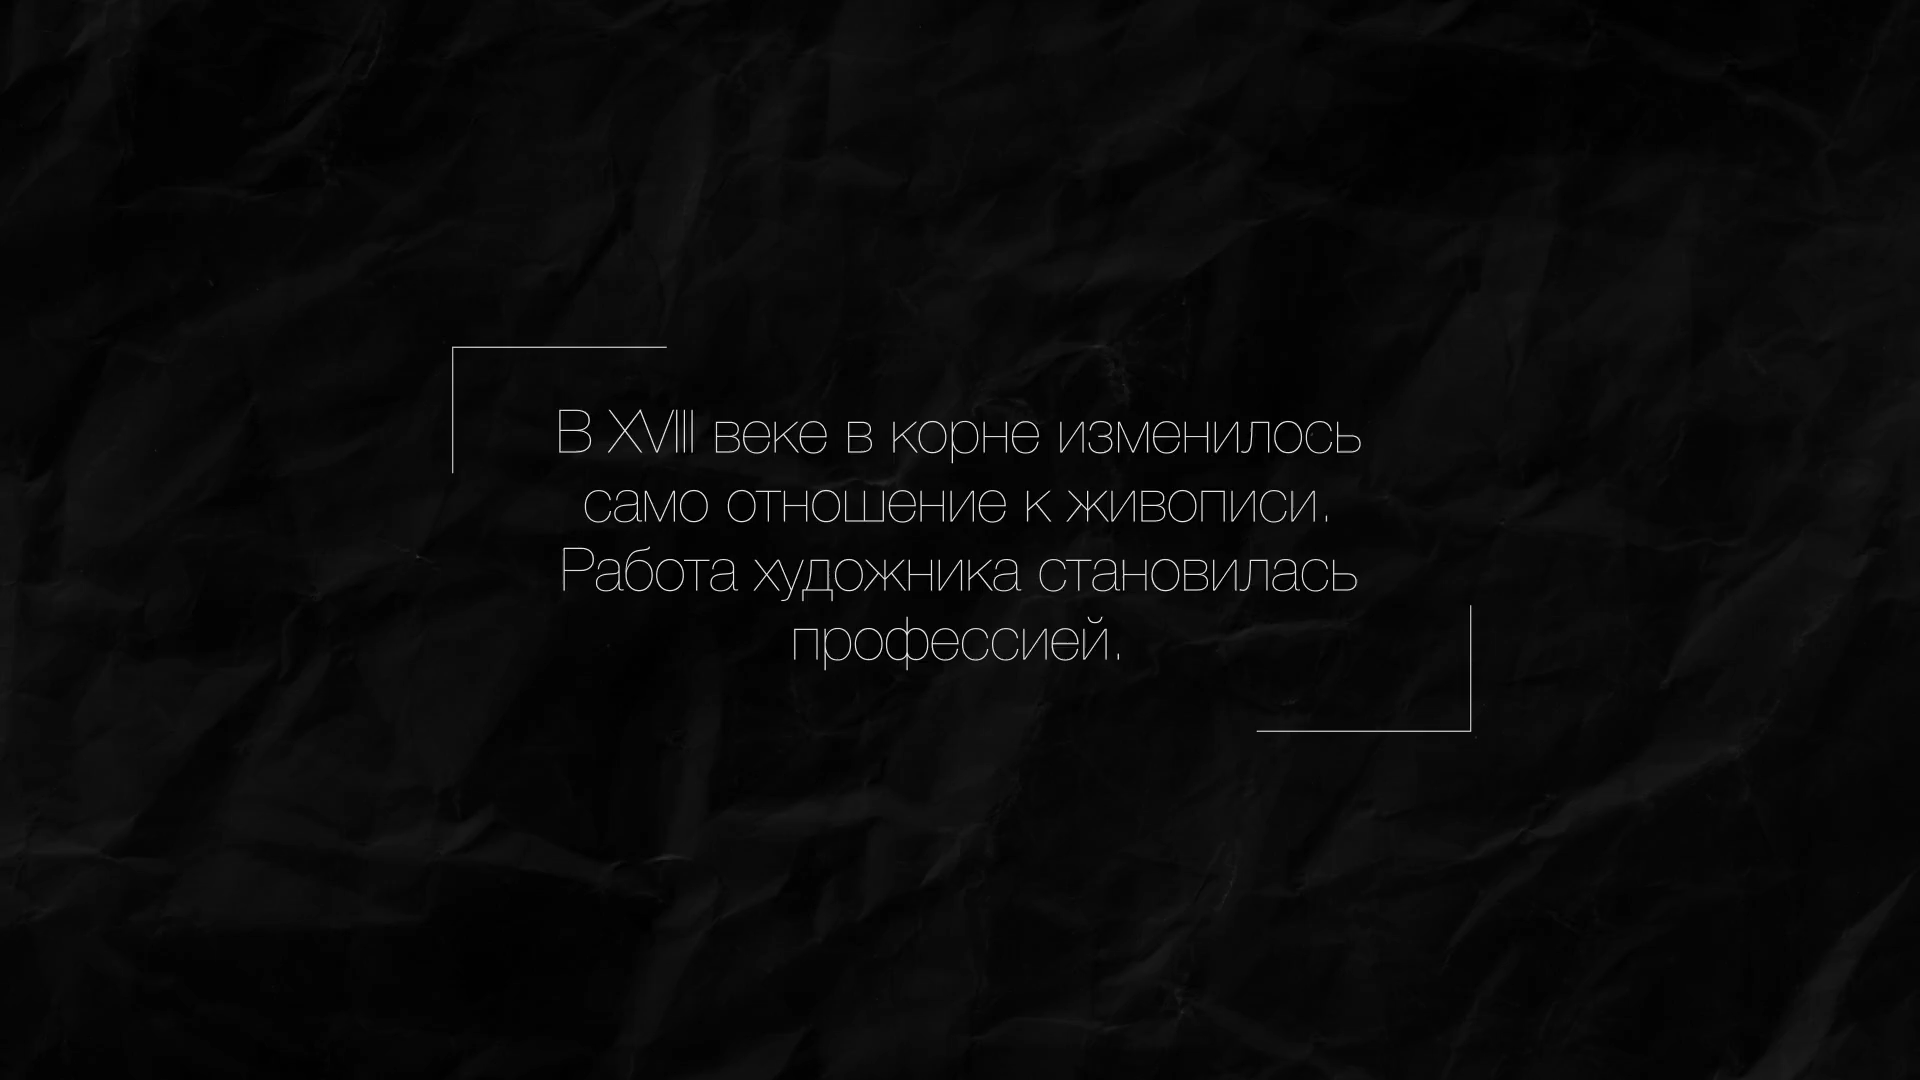 В XVIII веке в корне изменилось
само отношение к живописи.
Работа художника становилась
профессией.